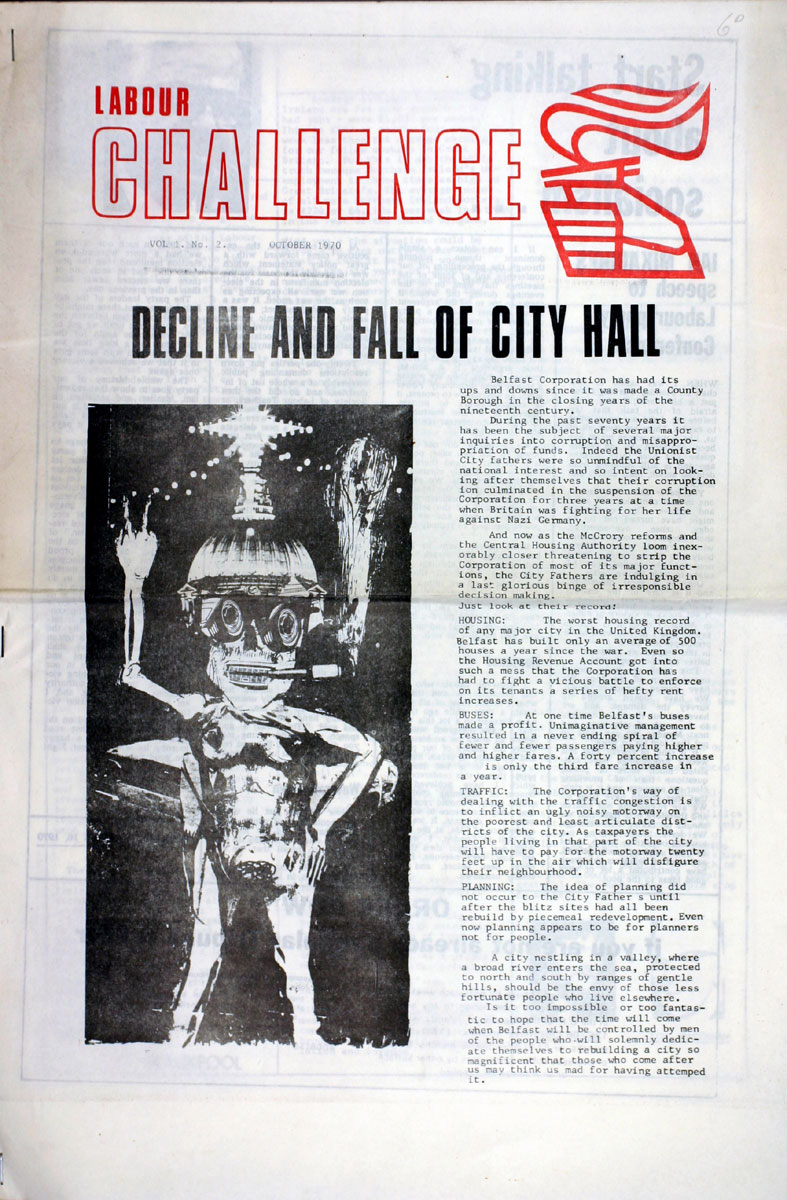 6D
LABOUR
CHALLENGE
VOL 1. No. 2. OCTOBER 1970
DECLINE AND FALL OF CITY HALL
Belfast Corporation has had its
ups and downs since it was made a County
Borough in the closing years of the
nineteenth century.
During the past seventy years it
has been the subject of several major
inquiries into corruption and misappro-
priation of funds. Indeed the Unionist
City fathers were so unmindful of the
national interest and so intent on look-
ing after themselves that their corruption
ion culminated in the suspension of the
Corporation for three years at a time
when Britain was fighting for her life
against Nazi Germany.
And now as the McCrory reforms and
the Central Housing Authority loom inex-
orably closer threatening to strip the
Corporation of most of its major funct-
ions, the City Fathers are indulging in
a last glorious binge of irresponsible
decision making.
Just look at their record!
HOUSING: The worst housing record
of any major city in the United Kingdom.
Belfast has built only an average of 500
houses a year since the war. Even so
the Housing Revenue Account got into
such a mess that the Corporation has
had to fight a vicious battle to enforce
on its tenants a series of hefty rent
increases.
BUSES: At one time Belfast's buses
made a profit. Unimaginative management
resulted in a never ending spiral of
fewer and fewer passengers paying higher
and higher fares. A forty percent increase
is only the third fare increase in
a year.
TRAFFIC: The Corporation's way of
dealing with the traffic congestion is
to inflict an ugly noisy motorway on
the poorest and least articulate dist-
ricts of the city. As taxpayers the
people living in that part of the city
will have to pay for the motorway twenty
feet up in the air which will disfigure
their neighbourhood.
PLANNING: The idea of planning did
not occur to the City Father s until
after the blitz sites had all been
rebuild by piecemeal redevelopment. Even
now planning appears to be for planners
not for people.
A city nestling in a valley, where
a broad river enters the sea, protected
to north and south by ranges of gentle
hills, should be the envy of those less
fortunate people who live elsewhere.
Is it too impossible or too fantas-
tic to hope that the time will come
when Belfast will be controlled by men
of the people who will solemnly dedic-
ate themselves to rebuilding a city so
magnificent that those who come after
us may think us mad for having attemped
it.